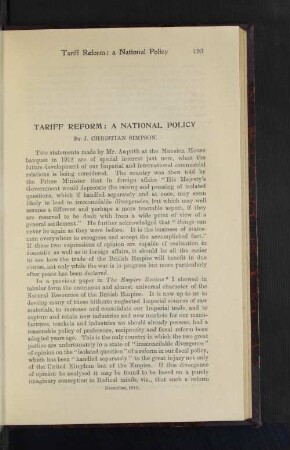 Tariff Reform: a National Policy 193
TARIFF REFORM: A NATIONAL POLICY
By J. CHRISTIAN SIMPSON
Two statements made by Mr. Asquith at the Mansion House
banquet in 1912 are of special interest just now, when the
future development of our Imperial and international commercial
relations is being considered. The country was then told by
the Prime Minister that in foreign affairs "His Majesty's
Government would deprecate the raising and pressing of isolated
questions, which if handled separately and at once, may seem
likely to lead to irreconcilable divergencies, but which may well
assume a different and perhaps a more tractable aspect, if they
are reserved to be dealt with from a wide point of view of a
general settlement." He further acknowledged that "things can
never be again as they were before. It is the business of states-
men everywhere to recognise and accept the accomplished fact."
If these two expressions of opinion are capable of realisation in
domestic as well as in foreign affairs, it should be all the easier
to see how the trade of the British Empire will benefit in due
course, not only while the war is in progress but more particularly
after peace has been declared.
In a previous paper in The Empire Review I showed in
tabular form the enormous and almost universal character of the
Natural Resources of the British Empire. It is now up to us to
develop many of these hitherto neglected Imperial sources of raw
materials, to increase and consolidate our Imperial trade, and to
capture and retain new industries and new markets for our manu-
factures, trades and industries we should already possess, had a
reasonable policy of preference, reciprocity and fiscal reform been
adopted years ago. This is the only country in which the two great
parties are unfortunately in a state of "irreconcilable divergence"
of opinion on the "isolated question" of a reform in our fiscal policy,
which has been "handled separately" to the great injury not only
of the United Kingdom but of the Empire. If this divergence
of opinion be analysed it may be found to be based on a purely
imaginary conception in Radical minds, viz., that such a reform